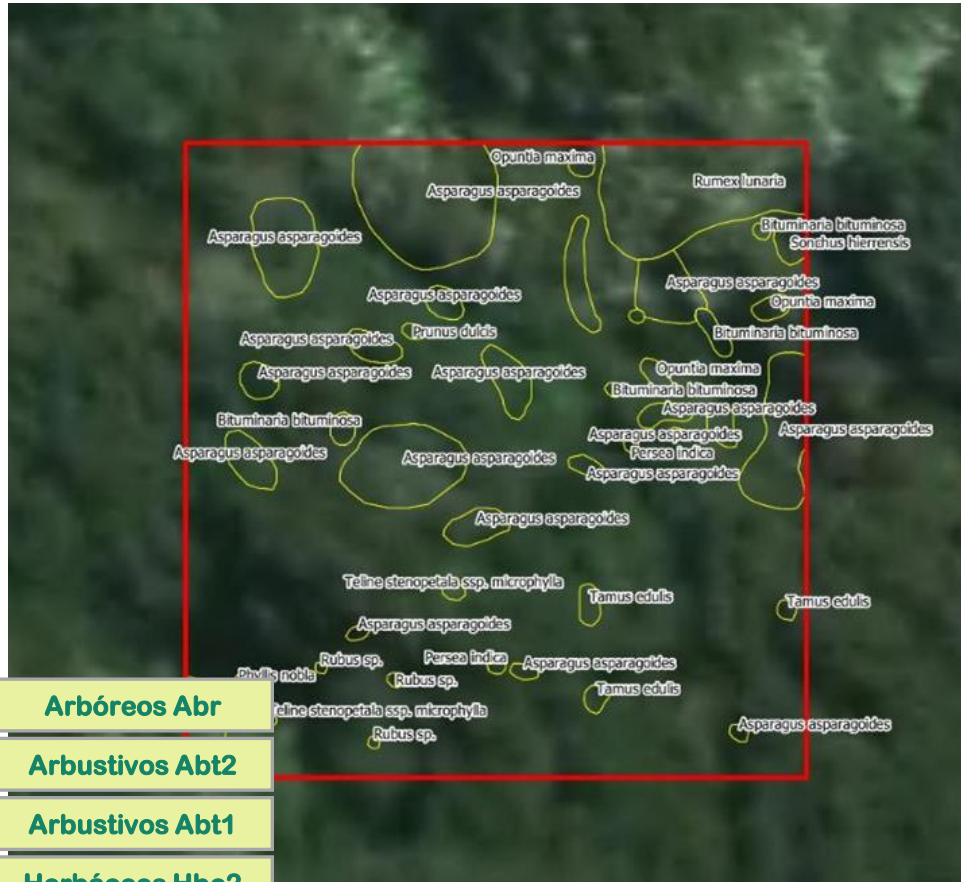 Opuntia maxima
Rumex lunaria
Asparagus asparagoides
Bituminaria bituminosa
Asparagus asparagoides
Sonchus hierrensis
Asparagus asparagoides
Asparagus asparagoides
Opuntia maxima
Prunus dulcis
Bituminaria bituminosa
Asparagus asparagoides
Opuntia maxima
Asparagus asparagoides
Asparagus asparagoides
Bituminaria bituminosa
Asparagus asparagoides
Bituminaria bituminosa
Asparagus asparagoides
Asparagus asparagoides
Asparagus asparagoides
Persea indica
Asparagus asparagoides
Asparagus asparagoides
Asparagus asparagoides
Teline stenopetala ssp. microphylla
Tamus edulis
Tamus edulis
Asparagus asparagoides
Persea indica
Rubus sp.
Asparagus asparagoides
Phyllis nobla
Rubus sp.
Tamus edulis
Arbóreos Abr
Teline stenopetala ssp. microphylla
Asparagus asparagoides
Rubus sp.
Arbustivos Abt2
Arbustivos Abt1